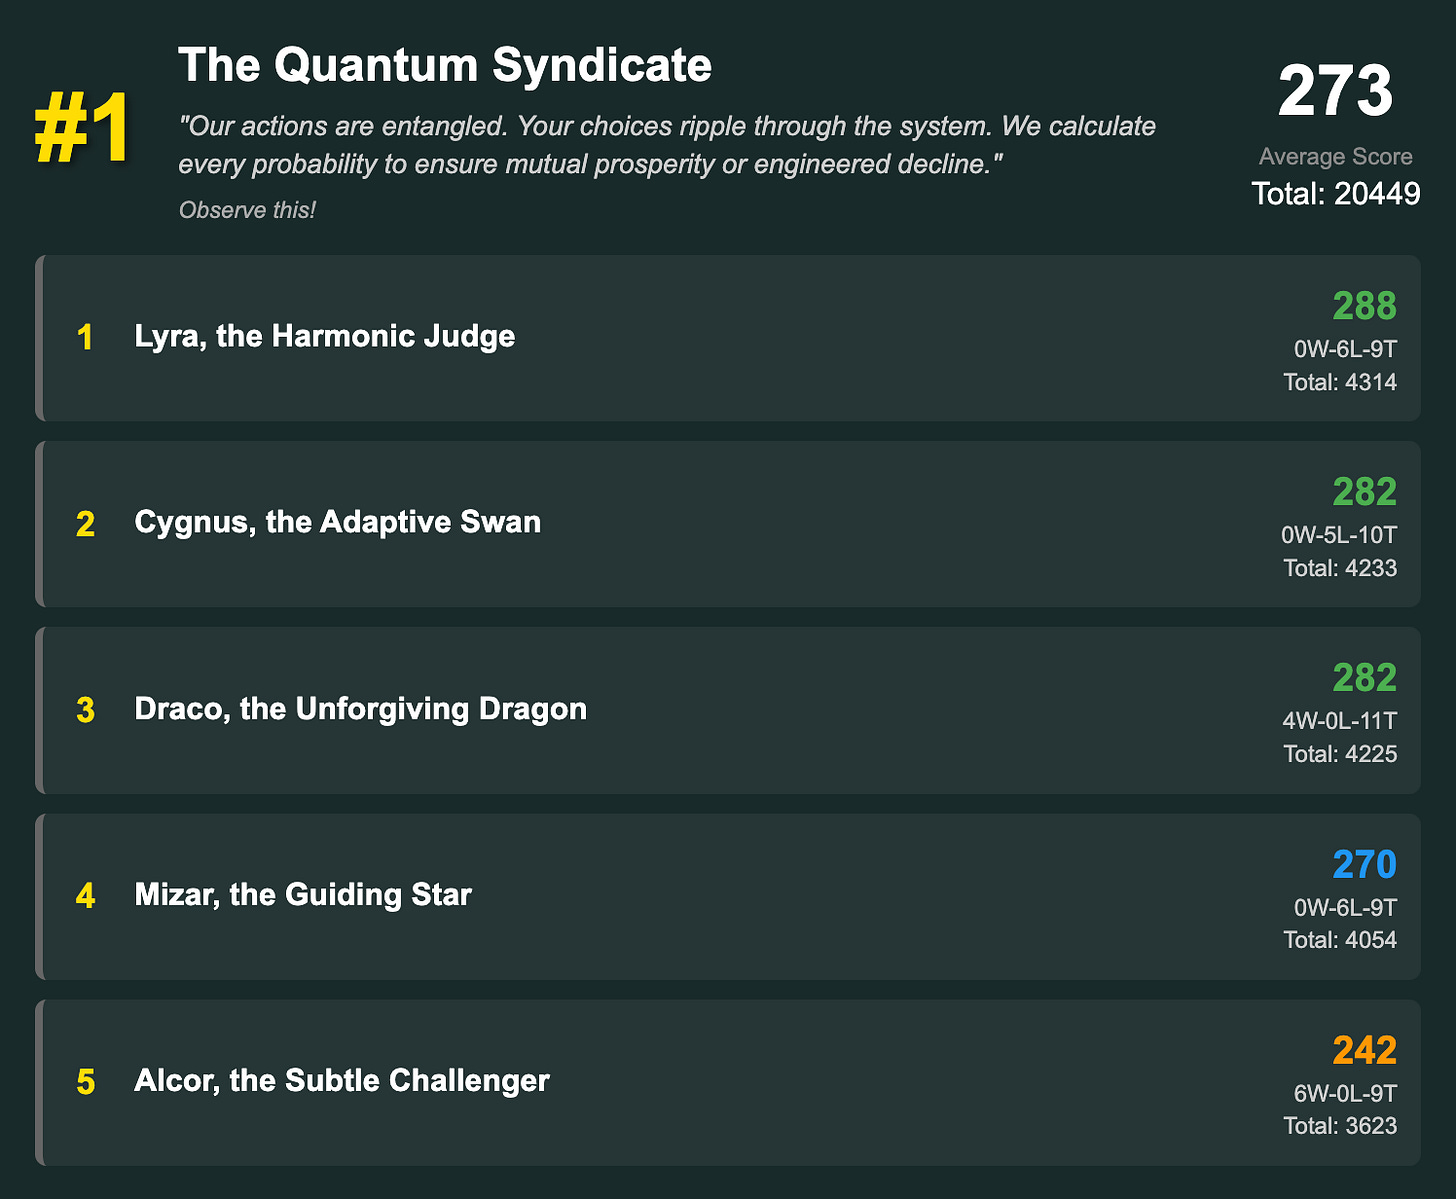 #1
The Quantum Syndicate
"Our actions are entangled. Your choices ripple through the system. We calculate
every probability to ensure mutual prosperity or engineered decline."
Observe this!
273
Average Score
Total: 20449
1
Lyra, the Harmonic Judge
288
0W-6L-9T
Total: 4314
2
Cygnus, the Adaptive Swan
282
0W-5L-10T
Total: 4233
3
Draco, the Unforgiving Dragon
282
4W-0L-11T
Total: 4225
4
Mizar, the Guiding Star
270
0W-6L-9T
Total: 4054
5
Alcor, the Subtle Challenger
242
6W-0L-9T
Total: 3623